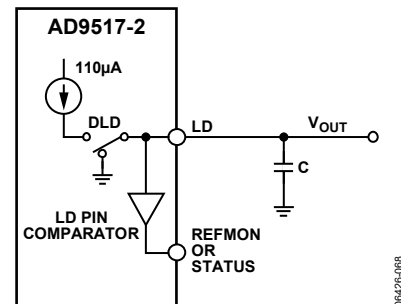 AD9517-2
110µA
DLD
LD
VOUT
C
LD PIN
COMPARATOR
REFMON
OR
STATUS
06426-068